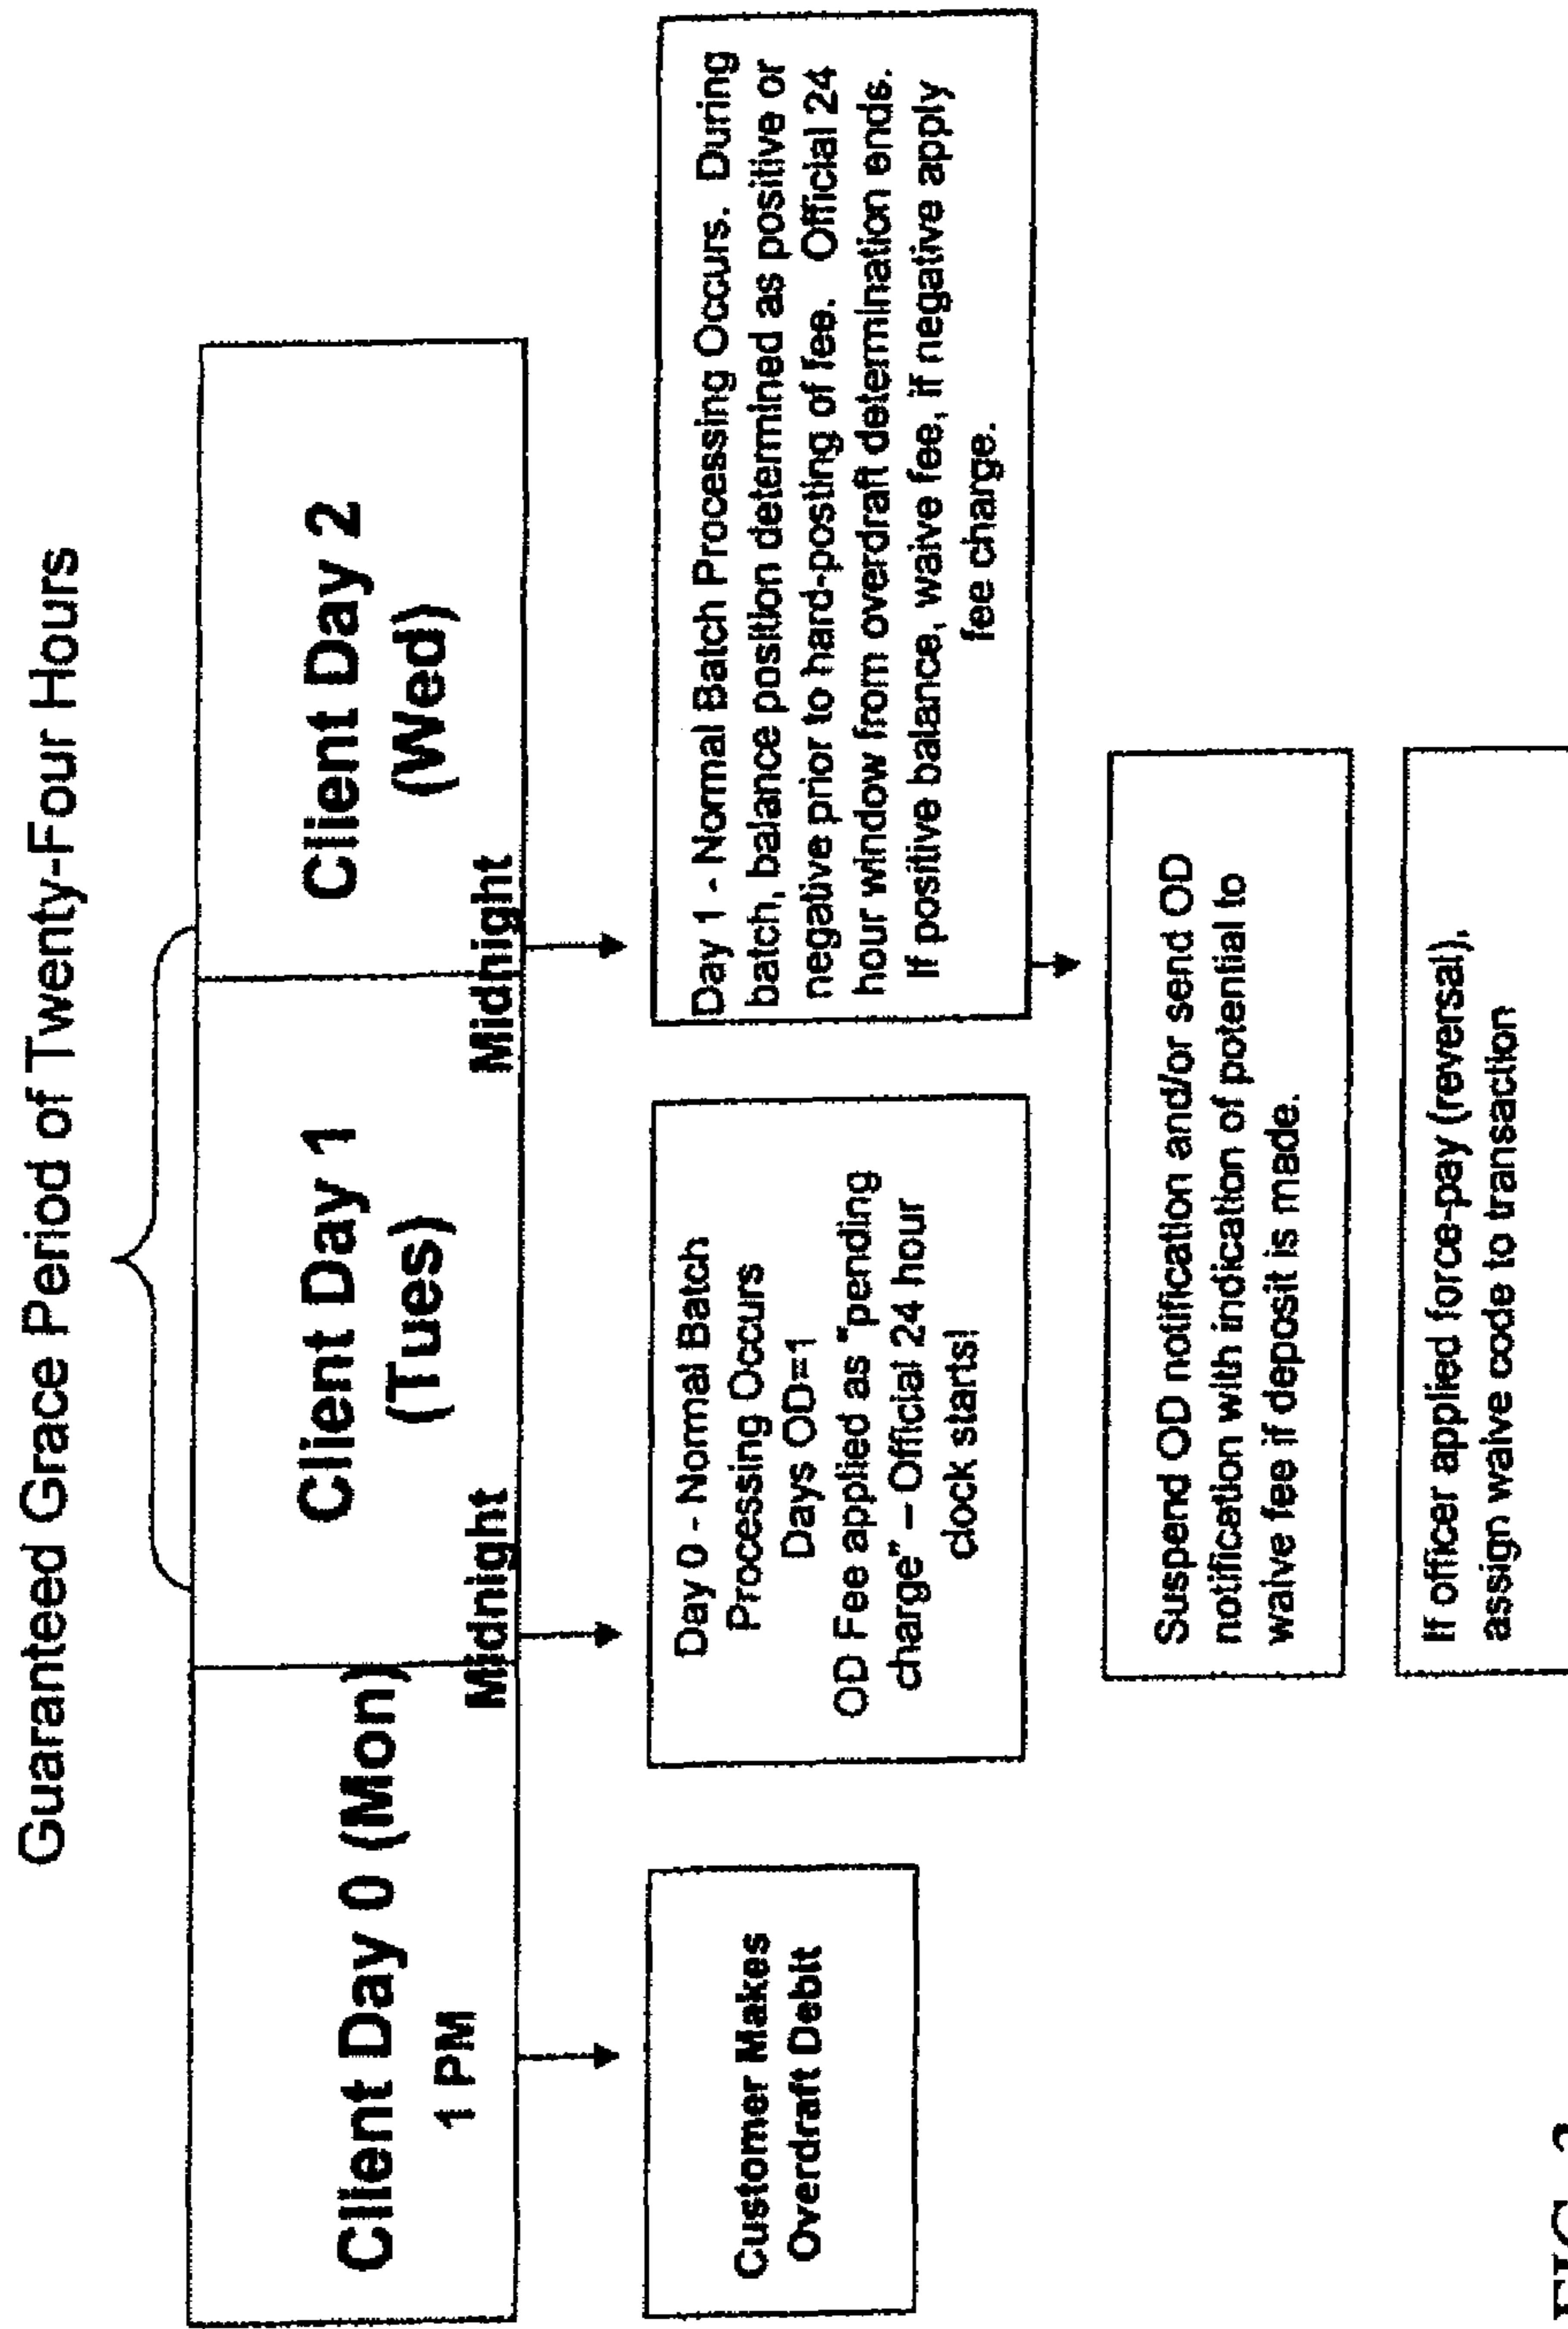 Guaranteed Grace Period of Twenty-Four Hours
Client Day 0 (Mon)
1 PM
Midnight
Client Day 1
(Tues)
Midnight
Client Day 2
(Wed)
Customer Makes
Overdraft Debit
Day 0 - Normal Batch
Processing Occurs
Days OD=1
OD Fee applied as "pending
charge" – Official 24 hour
clock starts!
Day 1 - Normal Batch Processing Occurs. During
batch, balance position determined as positive or
negative prior to hard-posting of fee. Official 24
hour window from overdraft determination ends.
If positive balance, waive fee, if negative apply
fee charge.
Suspend OD notification and/or send OD
notification with indication of potential to
waive fee if deposit is made.
If officer applied force-pay (reversal),
assign waive code to transaction